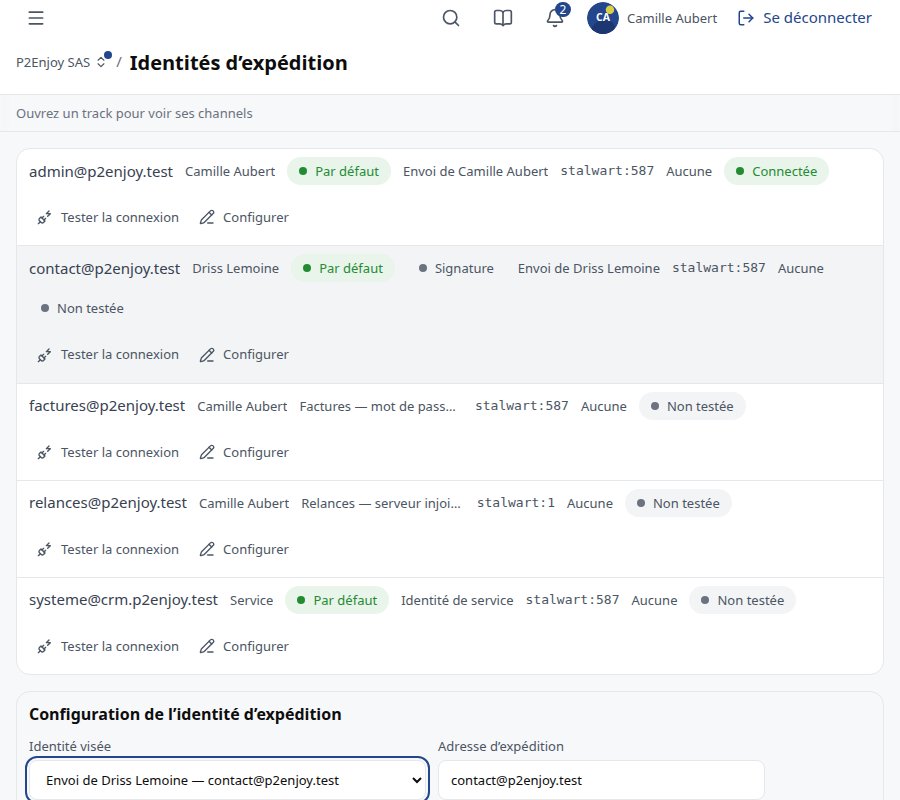 2
CA Camille Aubert Se déconnecter
P2Enjoy SAS / Identités d’expédition
Ouvrez un track pour voir ses channels
admin@p2enjoy.test Camille Aubert Par défaut Envoi de Camille Aubert stalwart:587 Aucune Connectée
Tester la connexion Configurer
contact@p2enjoy.test Driss Lemoine Par défaut Signature Envoi de Driss Lemoine stalwart:587 Aucune
Non testée
Tester la connexion Configurer
factures@p2enjoy.test Camille Aubert Factures — mot de pass… stalwart:587 Aucune Non testée
Tester la connexion Configurer
relances@p2enjoy.test Camille Aubert Relances — serveur injoi… stalwart:1 Aucune Non testée
Tester la connexion Configurer
systeme@crm.p2enjoy.test Service Par défaut Identité de service stalwart:587 Aucune Non testée
Tester la connexion Configurer
Configuration de l’identité d’expédition
Identité visée Adresse d’expédition
Envoi de Driss Lemoine — contact@p2enjoy.test contact@p2enjoy.test